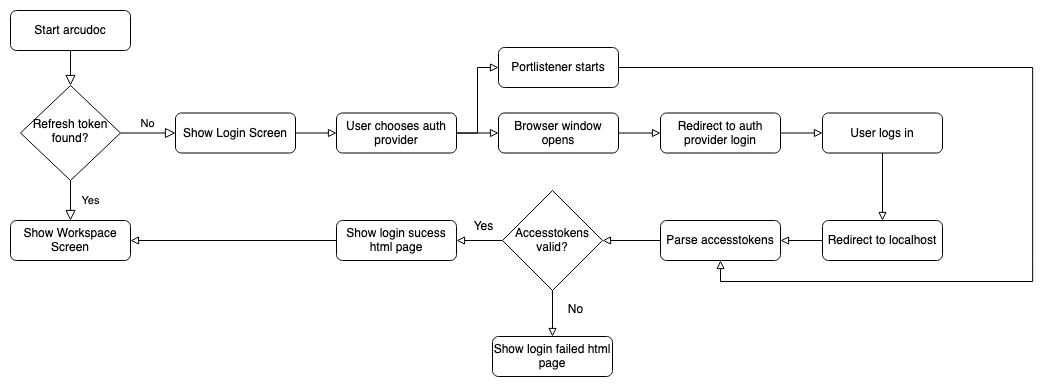 Start arcudoc
Refresh token
found?
No
Show Login Screen
User chooses auth
provider
Portlistener starts
Browser window
opens
Redirect to auth
provider login
User logs in
Yes
Show Workspace
Screen
Show login sucess
html page
Yes
Accesstokens
valid?
Parse accesstokens
Redirect to localhost
No
Show login failed html
page